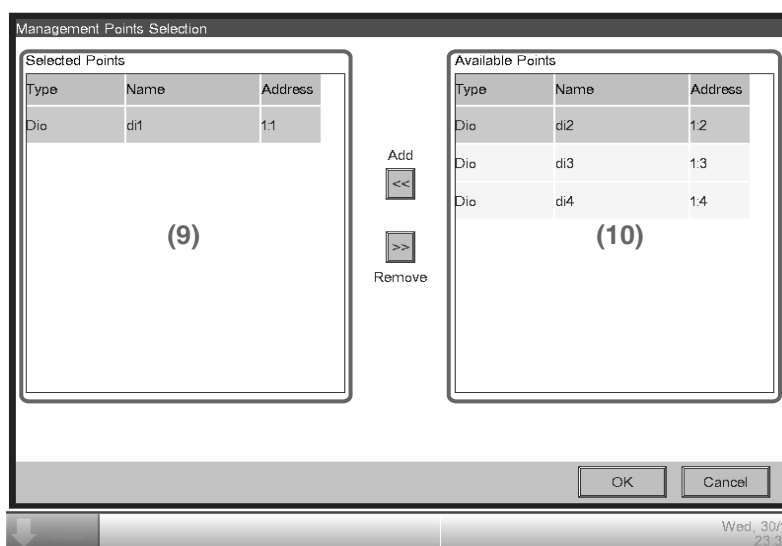 Management Points Selection
Selected Points
Type Name Address
Dio di1 1:1
(9)
Add
<<
>>
Remove
Available Points
Type Name Address
Dio di2 1:2
Dio di3 1:3
Dio di4 1:4
(10)
OK Cancel
Wed, 30/
23:3